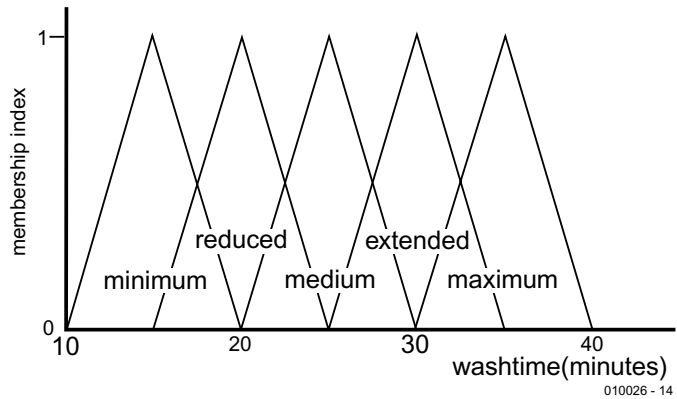 1
membership index
reduced
extended
minimum
medium
maximum
0
10
20
30
40
washtime(minutes)
010026 - 14